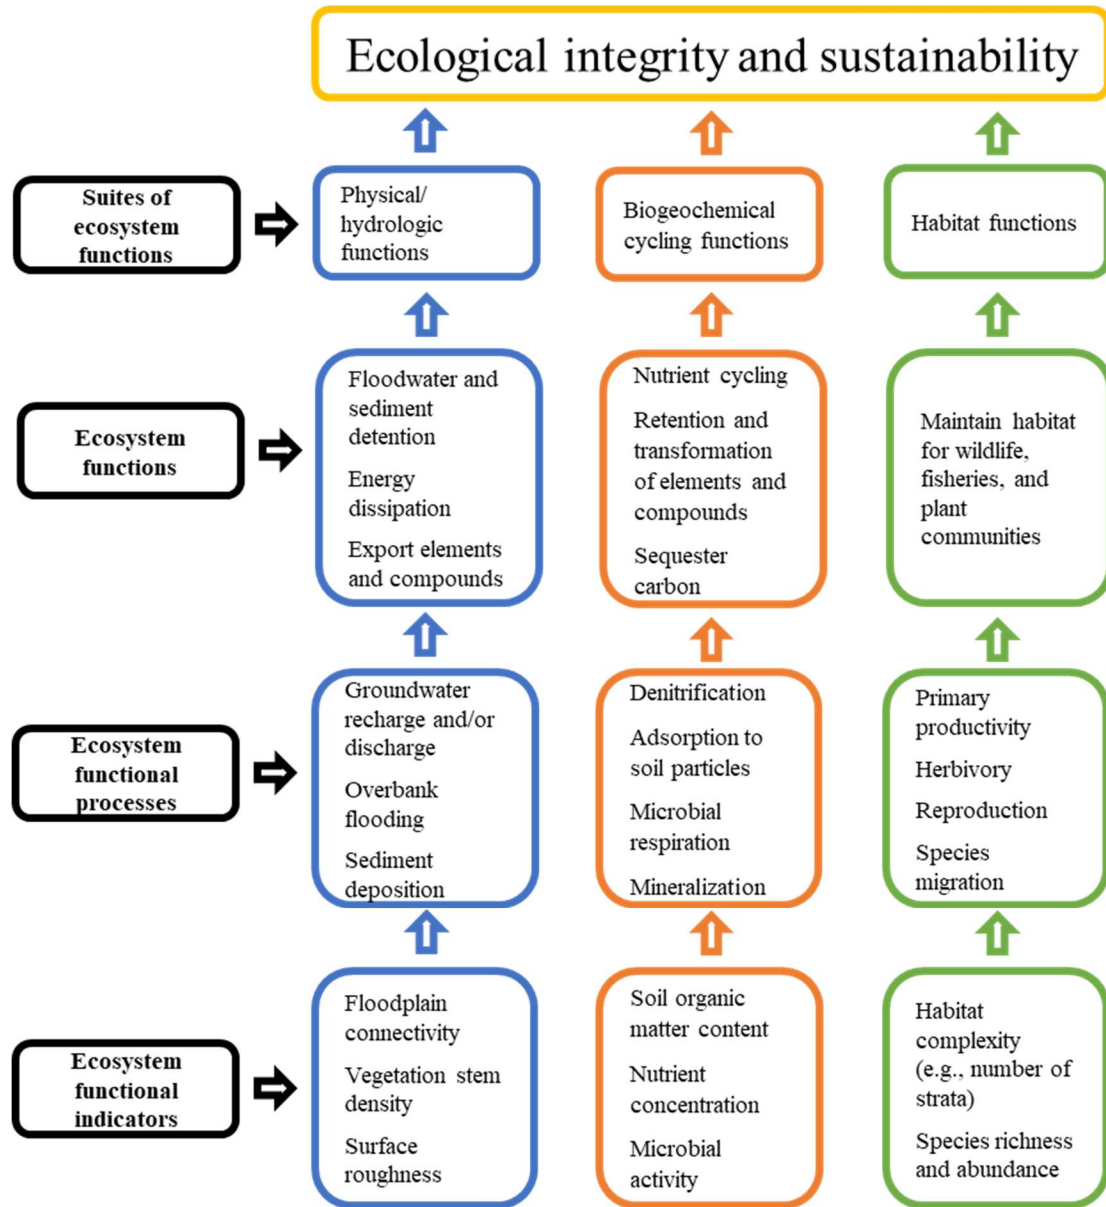 Ecological integrity and sustainability
Suites of
ecosystem
functions
Physical/
hydrologic
functions
Biogeochemical
cycling functions
Habitat functions
Ecosystem
functions
Floodwater and
sediment
detention
Energy
dissipation
Export elements
and compounds
Nutrient cycling
Retention and
transformation
of elements and
compounds
Sequester
carbon
Maintain habitat
for wildlife,
fisheries, and
plant
communities
Ecosystem
functional
processes
Groundwater
recharge and/or
discharge
Overbank
flooding
Sediment
deposition
Denitrification
Adsorption to
soil particles
Microbial
respiration
Mineralization
Primary
productivity
Herbivory
Reproduction
Species
migration
Ecosystem
functional
indicators
Floodplain
connectivity
Vegetation stem
density
Surface
roughness
Soil organic
matter content
Nutrient
concentration
Microbial
activity
Habitat
complexity
(e.g., number of
strata)
Species richness
and abundance